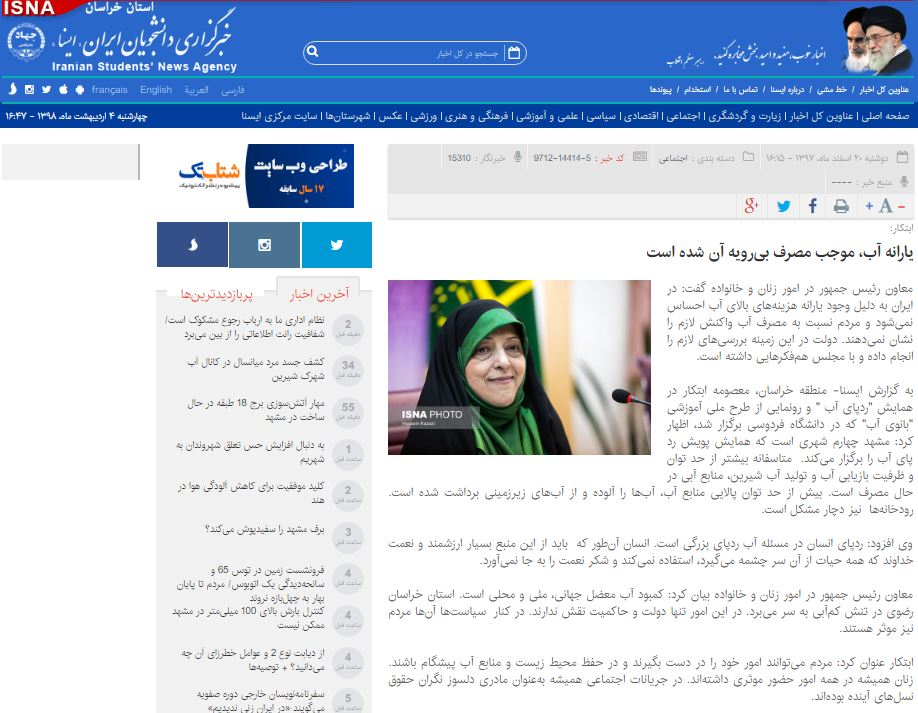 ISNA
استان خراسان
خبرگزاری دانشجویان ایران، ایسنا،
Iranian Students' News Agency
جستجو در کل اخبار
اخبار خوب، مفید و امید بخش مخابره کنید.
رهبر معظم انقلاب
français English العربية فارسی
عناوین کل اخبار / خط مشی / درباره ایسنا / تماس با ما / استخدام / پیوندها
صفحه اصلی | عناوین کل اخبار | زیارت و گردشگری | اجتماعی | اقتصادی | سیاسی | علمی و آموزشی | فرهنگی و هنری | ورزشی | عکس | شهرستان‌ها | سایت مرکزی ایسنا
چهارشنبه ۴ اردیبهشت ماه، ۱۳۹۸ - ۱۶:۴۷
دوشنبه ۲۰ اسفند ماه، ۱۳۹۷ - ۱۶:۱۵
دسته بندی : اجتماعی
کد خبر : 9712-14414-5
خبرنگار : 15310
منبع خبر : ----
+ A -
ابتکار:
یارانه آب، موجب مصرف بی‌رویه آن شده است
معاون رئیس جمهور در امور زنان و خانواده گفت: در
ایران به دلیل وجود یارانه هزینه‌های بالای آب احساس
نمی‌شود و مردم نسبت به مصرف آب واکنش لازم را
نشان نمی‌دهند. دولت در این زمینه بررسی‌های لازم را
انجام داده و با مجلس هم‌فکرهایی داشته است.
به گزارش ایسنا- منطقه خراسان، معصومه ابتکار در
همایش "ردپای آب " و رونمایی از طرح ملی آموزشی
"بانوی آب" که در دانشگاه فردوسی برگزار شد، اظهار
کرد: مشهد چهارم شهری است که همایش پویش رد
پای آب را برگزار می‌کند. متاسفانه بیشتر از حد توان
و ظرفیت بازیابی آب و تولید آب شیرین، منابع آبی در
حال مصرف است. بیش از حد توان پالایی منابع آب، آب‌ها را آلوده و از آب‌های زیرزمینی برداشت شده است.
رودخانه‌ها نیز دچار مشکل است.
وی افزود: ردپای انسان در مسئله آب ردپای بزرگی است. انسان آن‌طور که باید از این منبع بسیار ارزشمند و نعمت
خداوند که همه حیات از آن سر چشمه می‌گیرد، استفاده نمی‌کند و شکر نعمت را به جا نمی‌آورد.
معاون رئیس جمهور در امور زنان و خانواده بیان کرد: کمبود آب معضل جهانی، ملی و محلی است. استان خراسان
رضوی در تنش کم‌آبی به سر می‌برد. در این امور تنها دولت و حاکمیت نقش ندارند. در کنار سیاست‌ها آن‌ها مردم
نیز موثر هستند.
ابتکار عنوان کرد: مردم می‌توانند امور خود را در دست بگیرند و در حفظ محیط زیست و منابع آب پیشگام باشند.
زنان همیشه در همه امور حضور موثری داشته‌اند. در جریانات اجتماعی همیشه به‌عنوان مادری دلسوز نگران حقوق
نسل‌های آینده بوده‌اند.
ISNA PHOTO
طراحی وب سایت
۱۷ سال سابقه
شتاب‌تک
پیشرو در نشر الکترونیک
آخرین اخبار
پربازدیدترین‌ها
2 دقیقه قبل
نظام اداری ما به ارباب رجوع مشکوک است/
شفافیت رانت اطلاعاتی را از بین می‌برد
34 دقیقه قبل
کشف جسد مرد میانسال در کانال آب
شهرک شیرین
55 دقیقه قبل
مهار آتش‌سوزی برج 18 طبقه در حال
ساخت در مشهد
1 ساعت قبل
به دنبال افزایش حس تعلق شهروندان به
شهریم
2 ساعت قبل
کلید موفقیت برای کاهش آلودگی هوا در
هند
3 ساعت قبل
برف مشهد را سفیدپوش می‌کند؟
4 ساعت قبل
فرونشست زمین در توس 65 و
سانحه‌دیدگی یک اتوبوس/ مردم تا پایان
بهار به چهل‌بازه نروند
4 ساعت قبل
کنترل بارش بالای 100 میلی‌متر در مشهد
ممکن نیست
4 ساعت قبل
از دیابت نوع 2 و عوامل خطرزای آن چه
می‌دانید؟ + توصیه‌ها
5 ساعت قبل
سفرنامه‌نویسان خارجی دوره صفویه
می‌گویند «در ایران زنی ندیدیم»